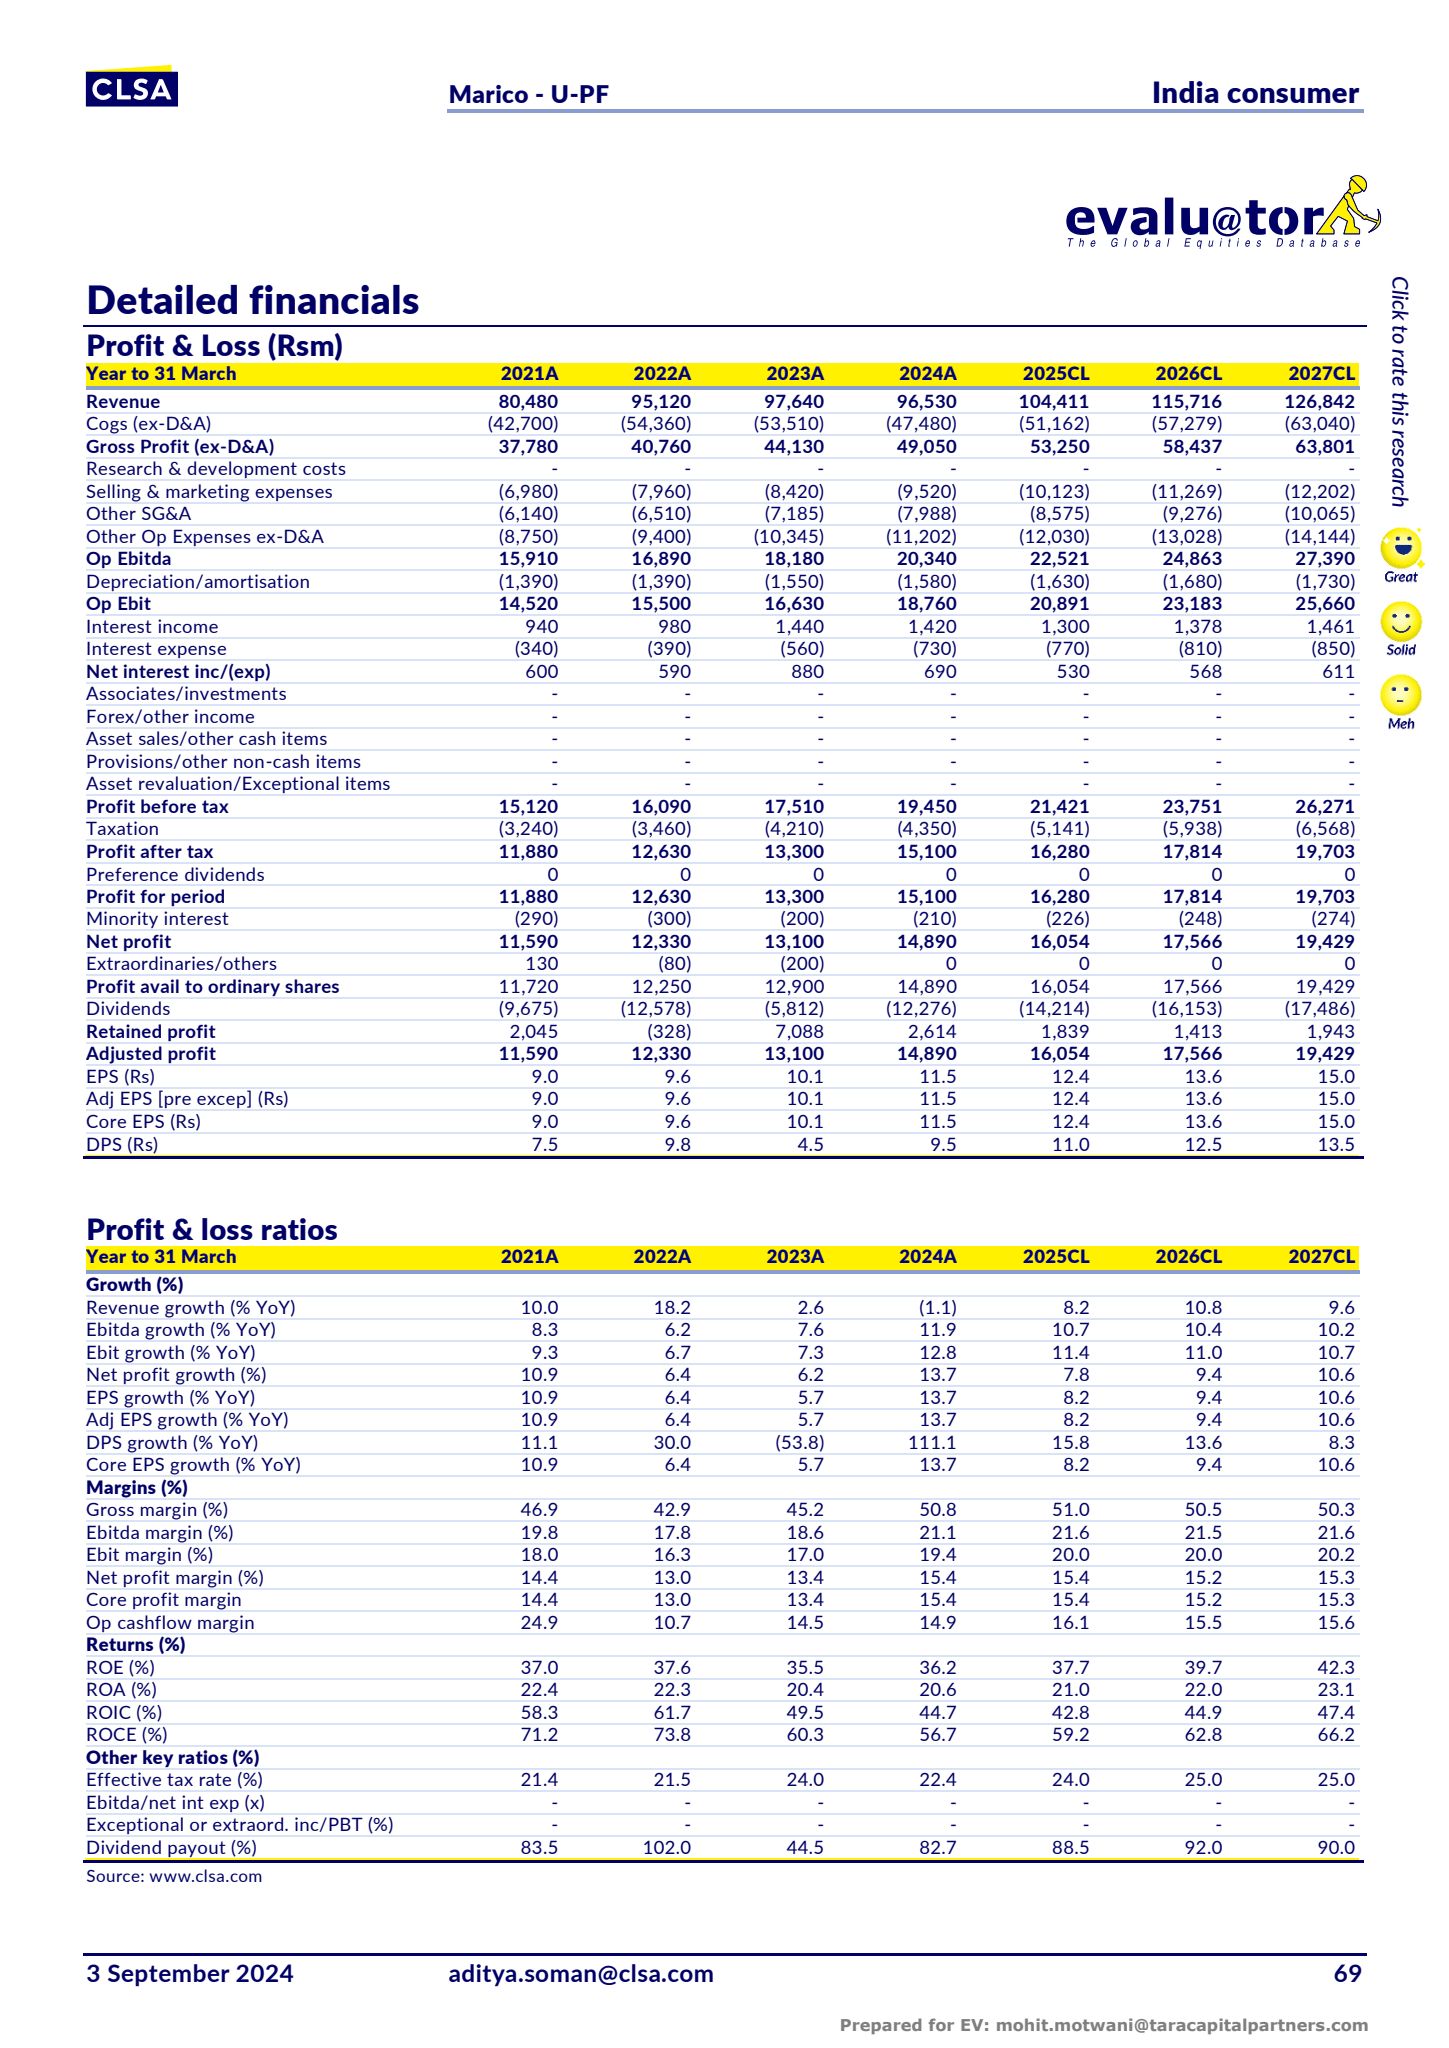 CLSA
Marico - U-PF India consumer
evalu@tor
The Global Equities Database
Click to rate this research
Great
Solid
Meh
Detailed financials
Profit & Loss (Rsm)
Year to 31 March 2021A 2022A 2023A 2024A 2025CL 2026CL 2027CL
Revenue 80,480 95,120 97,640 96,530 104,411 115,716 126,842
Cogs (ex-D&A) (42,700) (54,360) (53,510) (47,480) (51,162) (57,279) (63,040)
Gross Profit (ex-D&A) 37,780 40,760 44,130 49,050 53,250 58,437 63,801
Research & development costs - - - - - - -
Selling & marketing expenses (6,980) (7,960) (8,420) (9,520) (10,123) (11,269) (12,202)
Other SG&A (6,140) (6,510) (7,185) (7,988) (8,575) (9,276) (10,065)
Other Op Expenses ex-D&A (8,750) (9,400) (10,345) (11,202) (12,030) (13,028) (14,144)
Op Ebitda 15,910 16,890 18,180 20,340 22,521 24,863 27,390
Depreciation/amortisation (1,390) (1,390) (1,550) (1,580) (1,630) (1,680) (1,730)
Op Ebit 14,520 15,500 16,630 18,760 20,891 23,183 25,660
Interest income 940 980 1,440 1,420 1,300 1,378 1,461
Interest expense (340) (390) (560) (730) (770) (810) (850)
Net interest inc/(exp) 600 590 880 690 530 568 611
Associates/investments - - - - - - -
Forex/other income - - - - - - -
Asset sales/other cash items - - - - - - -
Provisions/other non-cash items - - - - - - -
Asset revaluation/Exceptional items - - - - - - -
Profit before tax 15,120 16,090 17,510 19,450 21,421 23,751 26,271
Taxation (3,240) (3,460) (4,210) (4,350) (5,141) (5,938) (6,568)
Profit after tax 11,880 12,630 13,300 15,100 16,280 17,814 19,703
Preference dividends 0 0 0 0 0 0 0
Profit for period 11,880 12,630 13,300 15,100 16,280 17,814 19,703
Minority interest (290) (300) (200) (210) (226) (248) (274)
Net profit 11,590 12,330 13,100 14,890 16,054 17,566 19,429
Extraordinaries/others 130 (80) (200) 0 0 0 0
Profit avail to ordinary shares 11,720 12,250 12,900 14,890 16,054 17,566 19,429
Dividends (9,675) (12,578) (5,812) (12,276) (14,214) (16,153) (17,486)
Retained profit 2,045 (328) 7,088 2,614 1,839 1,413 1,943
Adjusted profit 11,590 12,330 13,100 14,890 16,054 17,566 19,429
EPS (Rs) 9.0 9.6 10.1 11.5 12.4 13.6 15.0
Adj EPS [pre excep] (Rs) 9.0 9.6 10.1 11.5 12.4 13.6 15.0
Core EPS (Rs) 9.0 9.6 10.1 11.5 12.4 13.6 15.0
DPS (Rs) 7.5 9.8 4.5 9.5 11.0 12.5 13.5
Profit & loss ratios
Year to 31 March 2021A 2022A 2023A 2024A 2025CL 2026CL 2027CL
Growth (%)
Revenue growth (% YoY) 10.0 18.2 2.6 (1.1) 8.2 10.8 9.6
Ebitda growth (% YoY) 8.3 6.2 7.6 11.9 10.7 10.4 10.2
Ebit growth (% YoY) 9.3 6.7 7.3 12.8 11.4 11.0 10.7
Net profit growth (%) 10.9 6.4 6.2 13.7 7.8 9.4 10.6
EPS growth (% YoY) 10.9 6.4 5.7 13.7 8.2 9.4 10.6
Adj EPS growth (% YoY) 10.9 6.4 5.7 13.7 8.2 9.4 10.6
DPS growth (% YoY) 11.1 30.0 (53.8) 111.1 15.8 13.6 8.3
Core EPS growth (% YoY) 10.9 6.4 5.7 13.7 8.2 9.4 10.6
Margins (%)
Gross margin (%) 46.9 42.9 45.2 50.8 51.0 50.5 50.3
Ebitda margin (%) 19.8 17.8 18.6 21.1 21.6 21.5 21.6
Ebit margin (%) 18.0 16.3 17.0 19.4 20.0 20.0 20.2
Net profit margin (%) 14.4 13.0 13.4 15.4 15.4 15.2 15.3
Core profit margin 14.4 13.0 13.4 15.4 15.4 15.2 15.3
Op cashflow margin 24.9 10.7 14.5 14.9 16.1 15.5 15.6
Returns (%)
ROE (%) 37.0 37.6 35.5 36.2 37.7 39.7 42.3
ROA (%) 22.4 22.3 20.4 20.6 21.0 22.0 23.1
ROIC (%) 58.3 61.7 49.5 44.7 42.8 44.9 47.4
ROCE (%) 71.2 73.8 60.3 56.7 59.2 62.8 66.2
Other key ratios (%)
Effective tax rate (%) 21.4 21.5 24.0 22.4 24.0 25.0 25.0
Ebitda/net int exp (x) - - - - - - -
Exceptional or extraord. inc/PBT (%) - - - - - - -
Dividend payout (%) 83.5 102.0 44.5 82.7 88.5 92.0 90.0
Source: www.clsa.com
3 September 2024 aditya.soman@clsa.com 69
Prepared for EV: mohit.motwani@taracapitalpartners.com